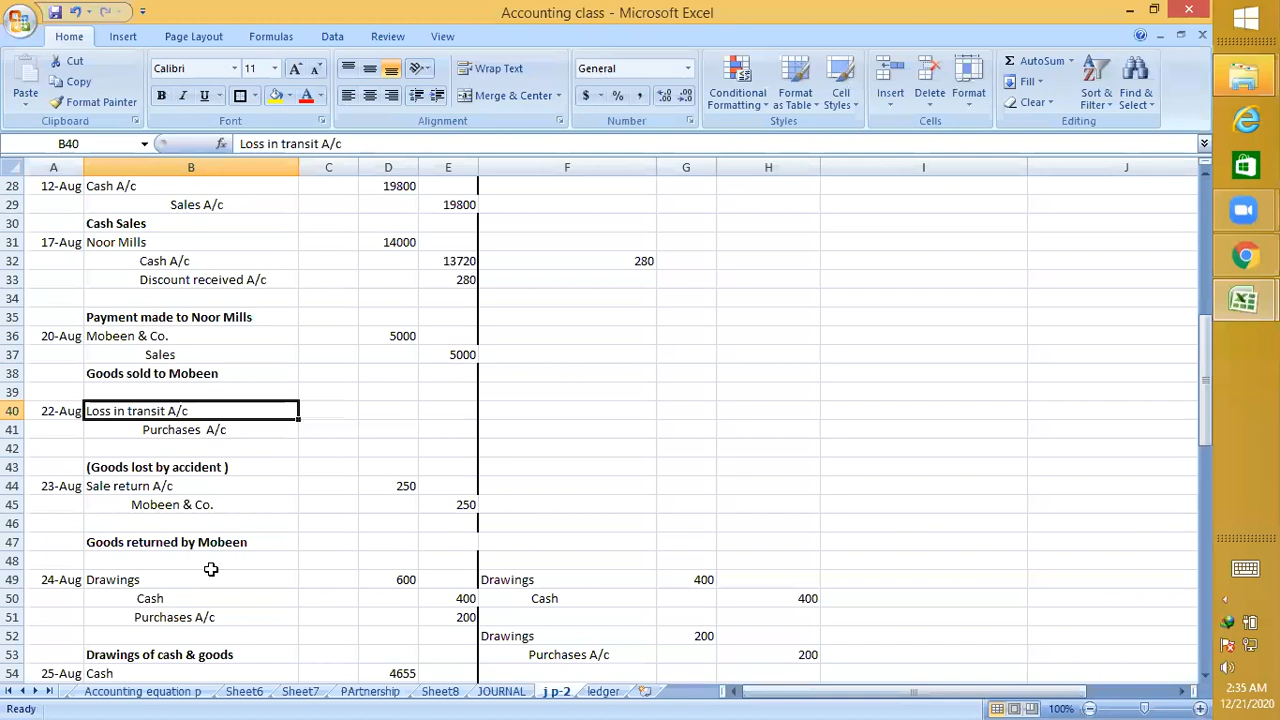 Accounting class - Microsoft Excel
Home Insert Page Layout Formulas Data Review View
Cut
Copy
Format Painter
Paste
Calibri 11
B I U
Wrap Text
Merge & Center
General
$ % ,
Conditional Formatting
Format as Table
Cell Styles
Insert Delete Format
AutoSum
Fill
Clear
Sort & Filter
Find & Select
Clipboard Font Alignment Number Styles Cells Editing
B40 fx Loss in transit A/c
A B C D E F G H I J
28 12-Aug Cash A/c 19800
29 Sales A/c 19800
30 Cash Sales
31 17-Aug Noor Mills 14000
32 Cash A/c 13720 280
33 Discount received A/c 280
34
35 Payment made to Noor Mills
36 20-Aug Mobeen & Co. 5000
37 Sales 5000
38 Goods sold to Mobeen
39
40 22-Aug Loss in transit A/c
41 Purchases A/c
42
43 (Goods lost by accident )
44 23-Aug Sale return A/c 250
45 Mobeen & Co. 250
46
47 Goods returned by Mobeen
48
49 24-Aug Drawings 600 Drawings 400
50 Cash 400 Cash 400
51 Purchases A/c 200
52 Drawings 200
53 Drawings of cash & goods Purchases A/c 200
54 25-Aug Cash 4655
Accounting equation p Sheet6 Sheet7 PArtnership Sheet8 JOURNAL j p-2 ledger
Ready 100%
2:35 AM
12/21/2020